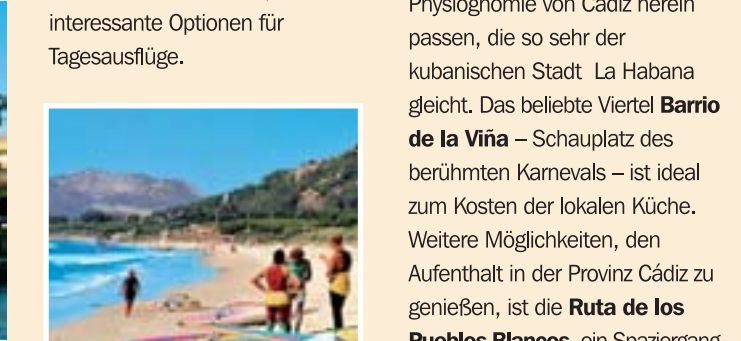 interessante Optionen für
Tagesausflüge.
Physiognomie von Cádiz herein
passen, die so sehr der
kubanischen Stadt La Habana
gleicht. Das beliebte Viertel Barrio
de la Viña – Schauplatz des
berühmten Karnevals – ist ideal
zum Kosten der lokalen Küche.
Weitere Möglichkeiten, den
Aufenthalt in der Provinz Cádiz zu
genießen, ist die Ruta de los
Pueblos Blancos, ein Spaziergang